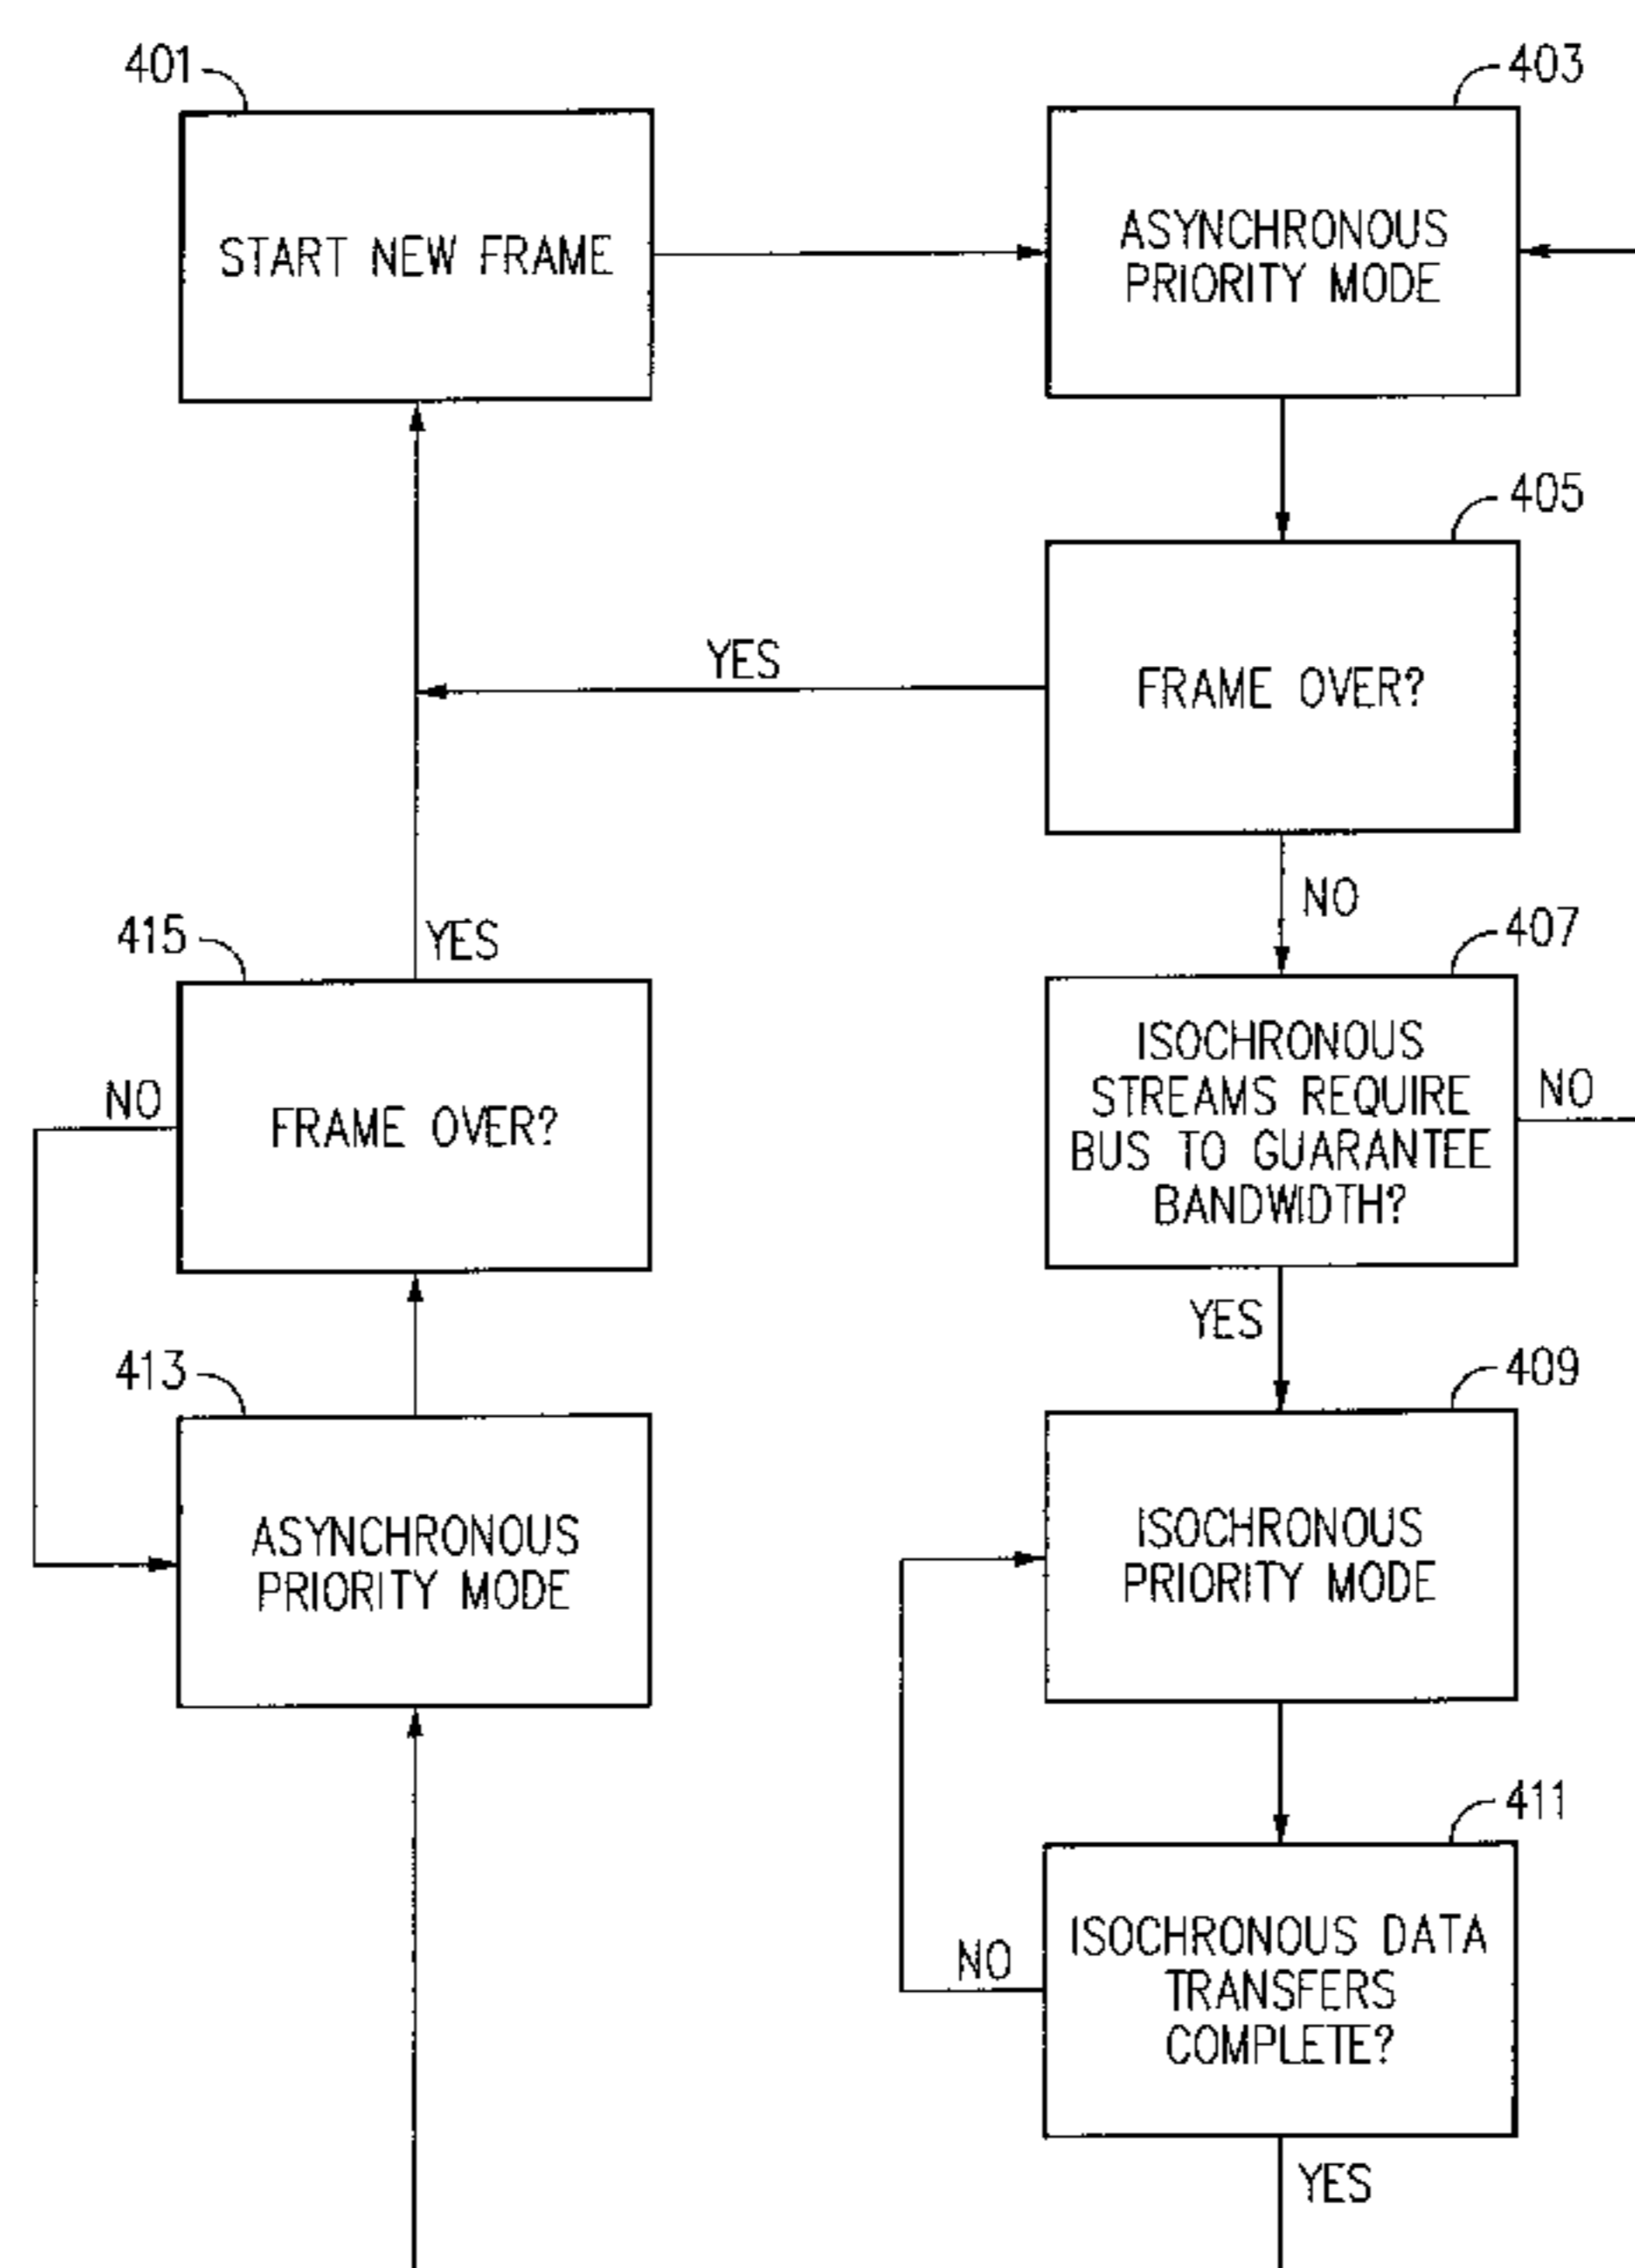 401
START NEW FRAME
403
ASYNCHRONOUS
PRIORITY MODE
405
FRAME OVER?
YES
NO
407
ISOCHRONOUS
STREAMS REQUIRE
BUS TO GUARANTEE
BANDWIDTH?
NO
YES
409
ISOCHRONOUS
PRIORITY MODE
411
ISOCHRONOUS DATA
TRANSFERS
COMPLETE?
NO
YES
413
ASYNCHRONOUS
PRIORITY MODE
415
FRAME OVER?
NO
YES